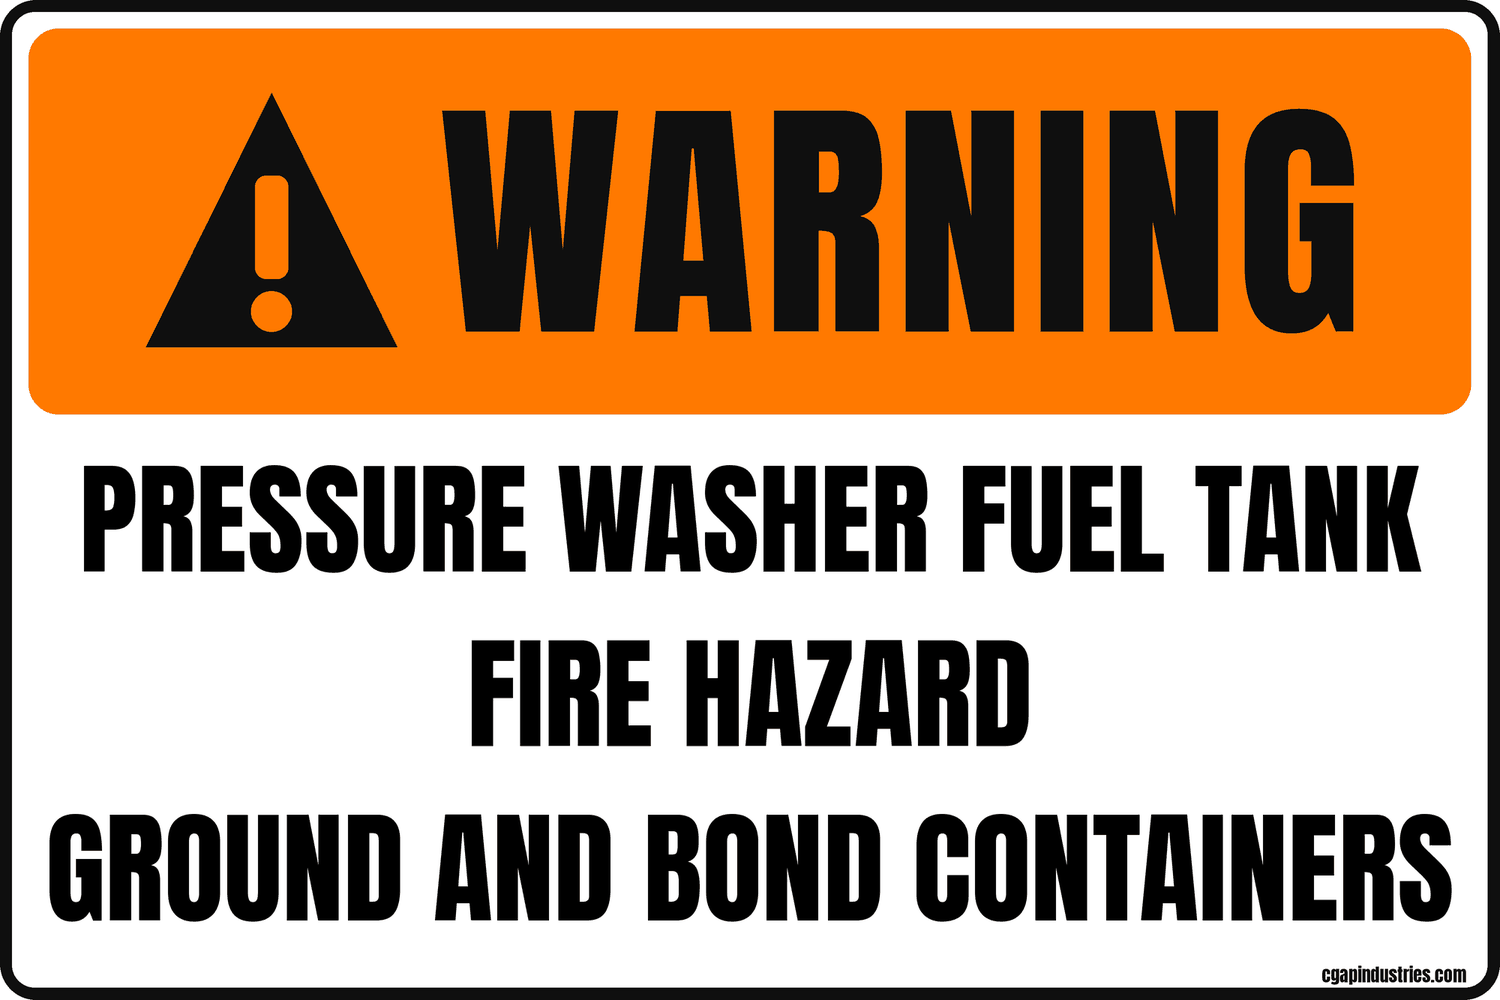 WARNING
PRESSURE WASHER FUEL TANK
FIRE HAZARD
GROUND AND BOND CONTAINERS
cgapindustries.com